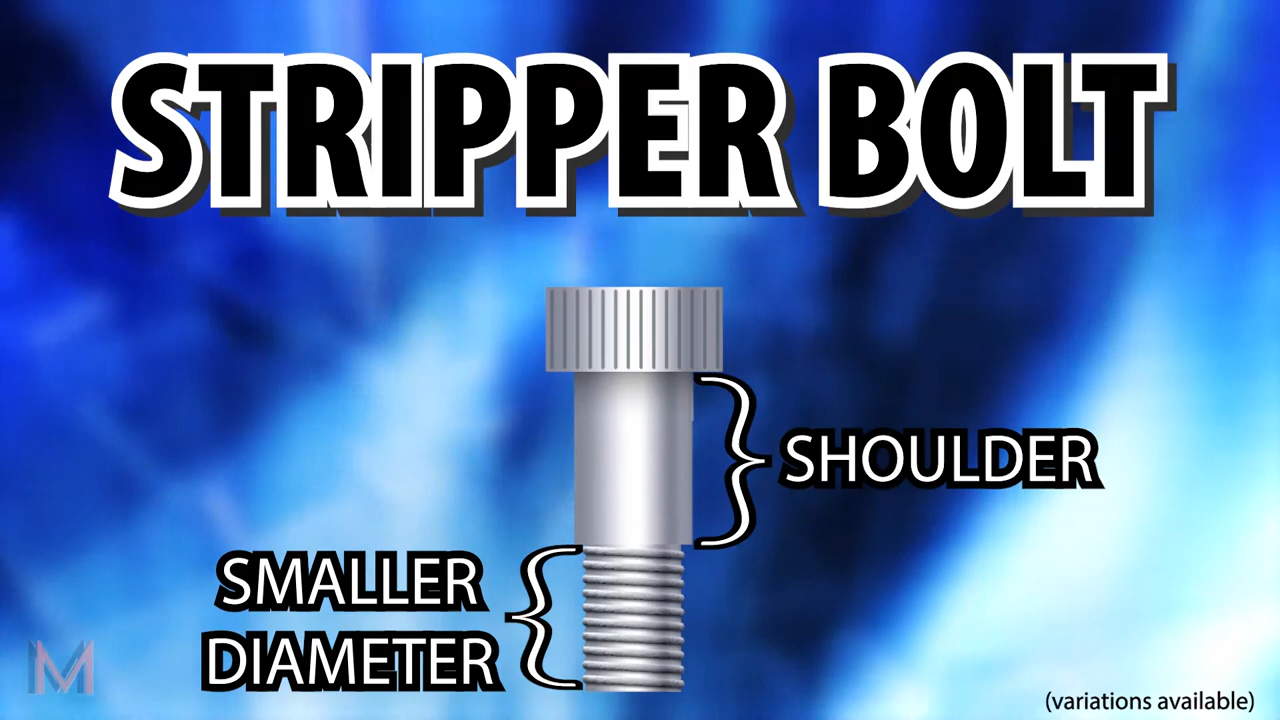 STRIPPER BOLT
SHOULDER
SMALLER
DIAMETER
M
(variations available)